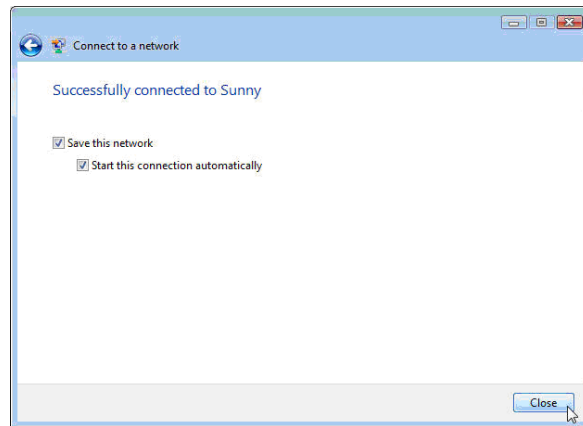 Connect to a network
Successfully connected to Sunny
Save this network
Start this connection automatically
Close